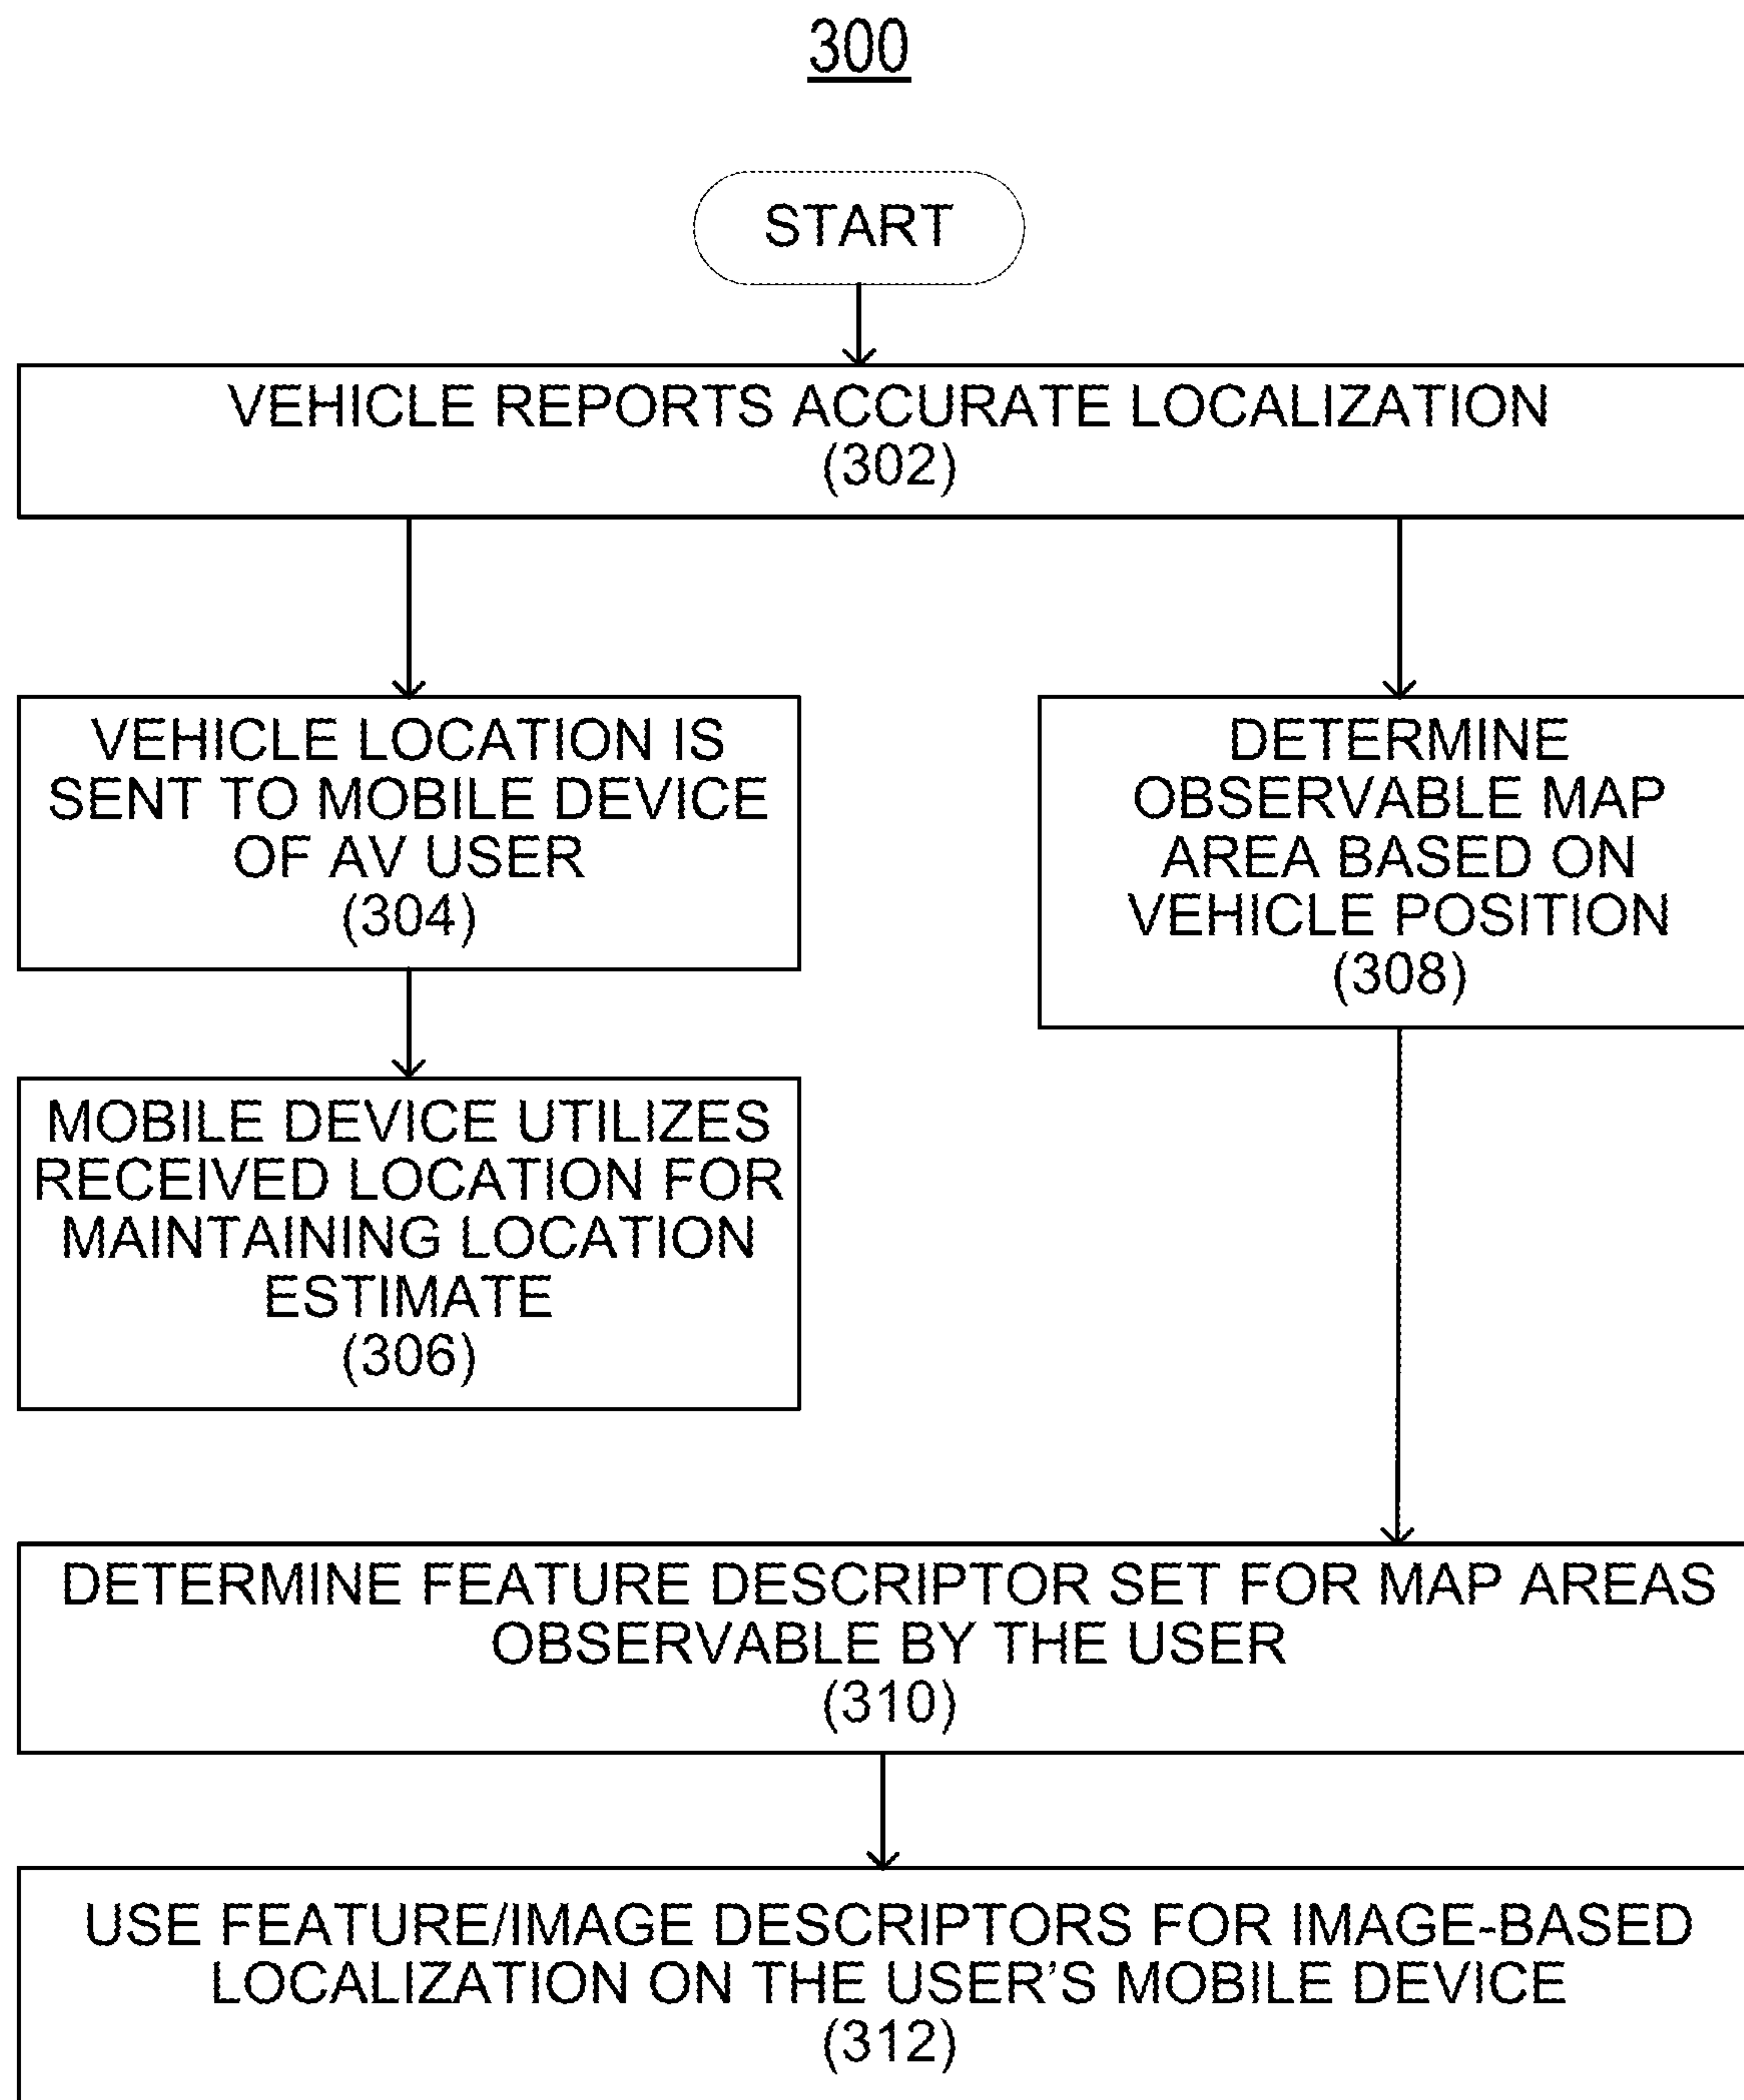 300
START
VEHICLE REPORTS ACCURATE LOCALIZATION
(302)
VEHICLE LOCATION IS
SENT TO MOBILE DEVICE
OF AV USER
(304)
DETERMINE
OBSERVABLE MAP
AREA BASED ON
VEHICLE POSITION
(308)
MOBILE DEVICE UTILIZES
RECEIVED LOCATION FOR
MAINTAINING LOCATION
ESTIMATE
(306)
DETERMINE FEATURE DESCRIPTOR SET FOR MAP AREAS
OBSERVABLE BY THE USER
(310)
USE FEATURE/IMAGE DESCRIPTORS FOR IMAGE-BASED
LOCALIZATION ON THE USER'S MOBILE DEVICE
(312)